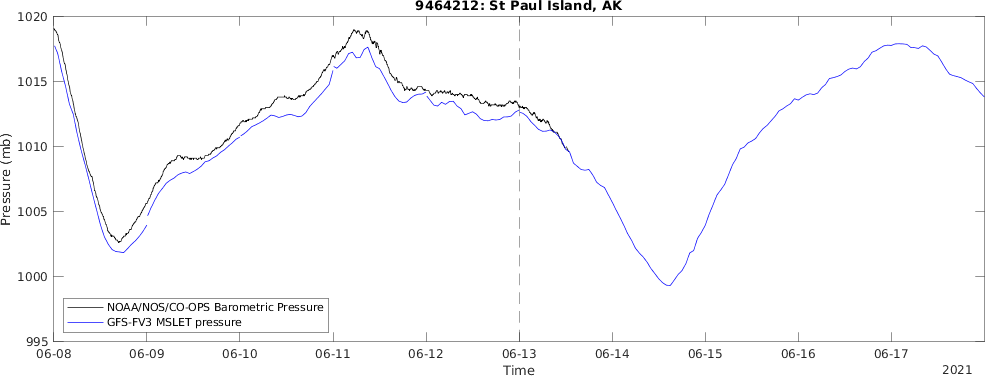 9464212: St Paul Island, AK
1020
1015
1010
1005
1000
995
Pressure (mb)
NOAA/NOS/CO-OPS Barometric Pressure
GFS-FV3 MSLET pressure
06-08 06-09 06-10 06-11 06-12 06-13 06-14 06-15 06-16 06-17
Time
2021